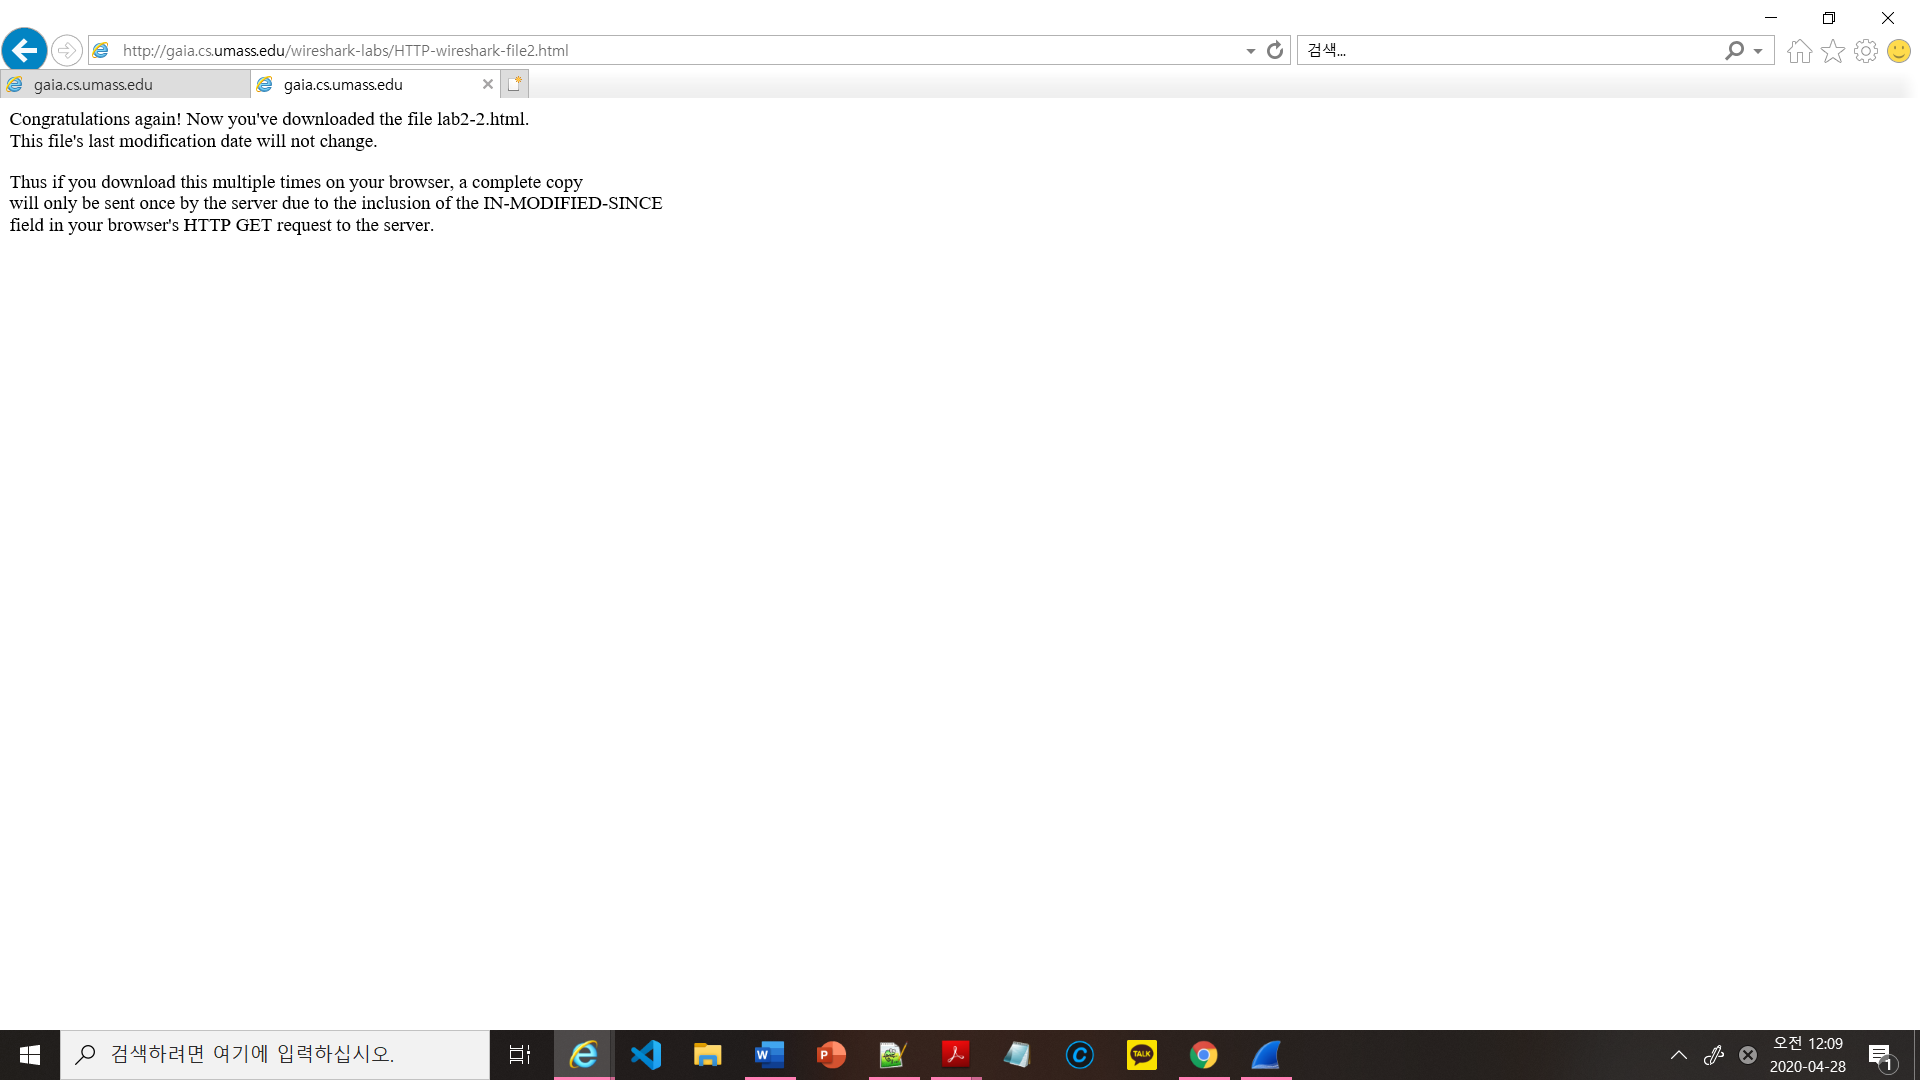 http://gaia.cs.umass.edu/wireshark-labs/HTTP-wireshark-file2.html
검색...
gaia.cs.umass.edu
gaia.cs.umass.edu
Congratulations again! Now you've downloaded the file lab2-2.html.
This file's last modification date will not change.
Thus if you download this multiple times on your browser, a complete copy
will only be sent once by the server due to the inclusion of the IN-MODIFIED-SINCE
field in your browser's HTTP GET request to the server.
검색하려면 여기에 입력하십시오.
W
P
C
TALK
오전 12:09
2020-04-28
1